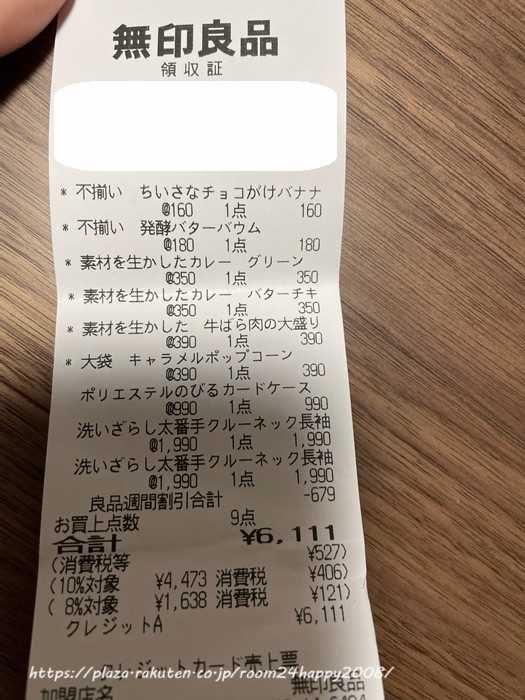 無印良品
領収証
* 不揃い ちいさなチョコがけバナナ
@160 1点 160
* 不揃い 発酵バターバウム
@180 1点 180
* 素材を生かしたカレー グリーン
@350 1点 350
* 素材を生かしたカレー バターチキ
@350 1点 350
* 素材を生かした 牛ばら肉の大盛り
@390 1点 390
* 大袋 キャラメルポップコーン
@390 1点 390
ポリエステルのびるカードケース
@990 1点 990
洗いざらし太番手クルーネック長袖
@1,990 1点 1,990
洗いざらし太番手クルーネック長袖
@1,990 1点 1,990
良品週間割引合計 -679
お買上点数 9点
合計 ¥6,111
(消費税等 ¥527)
(10%対象 ¥4,473 消費税 ¥406)
( 8%対象 ¥1,638 消費税 ¥121)
クレジットA ¥6,111
クレジットカード売上票
https://plaza.rakuten.co.jp/room24happy2008/
加盟店名 無印良品